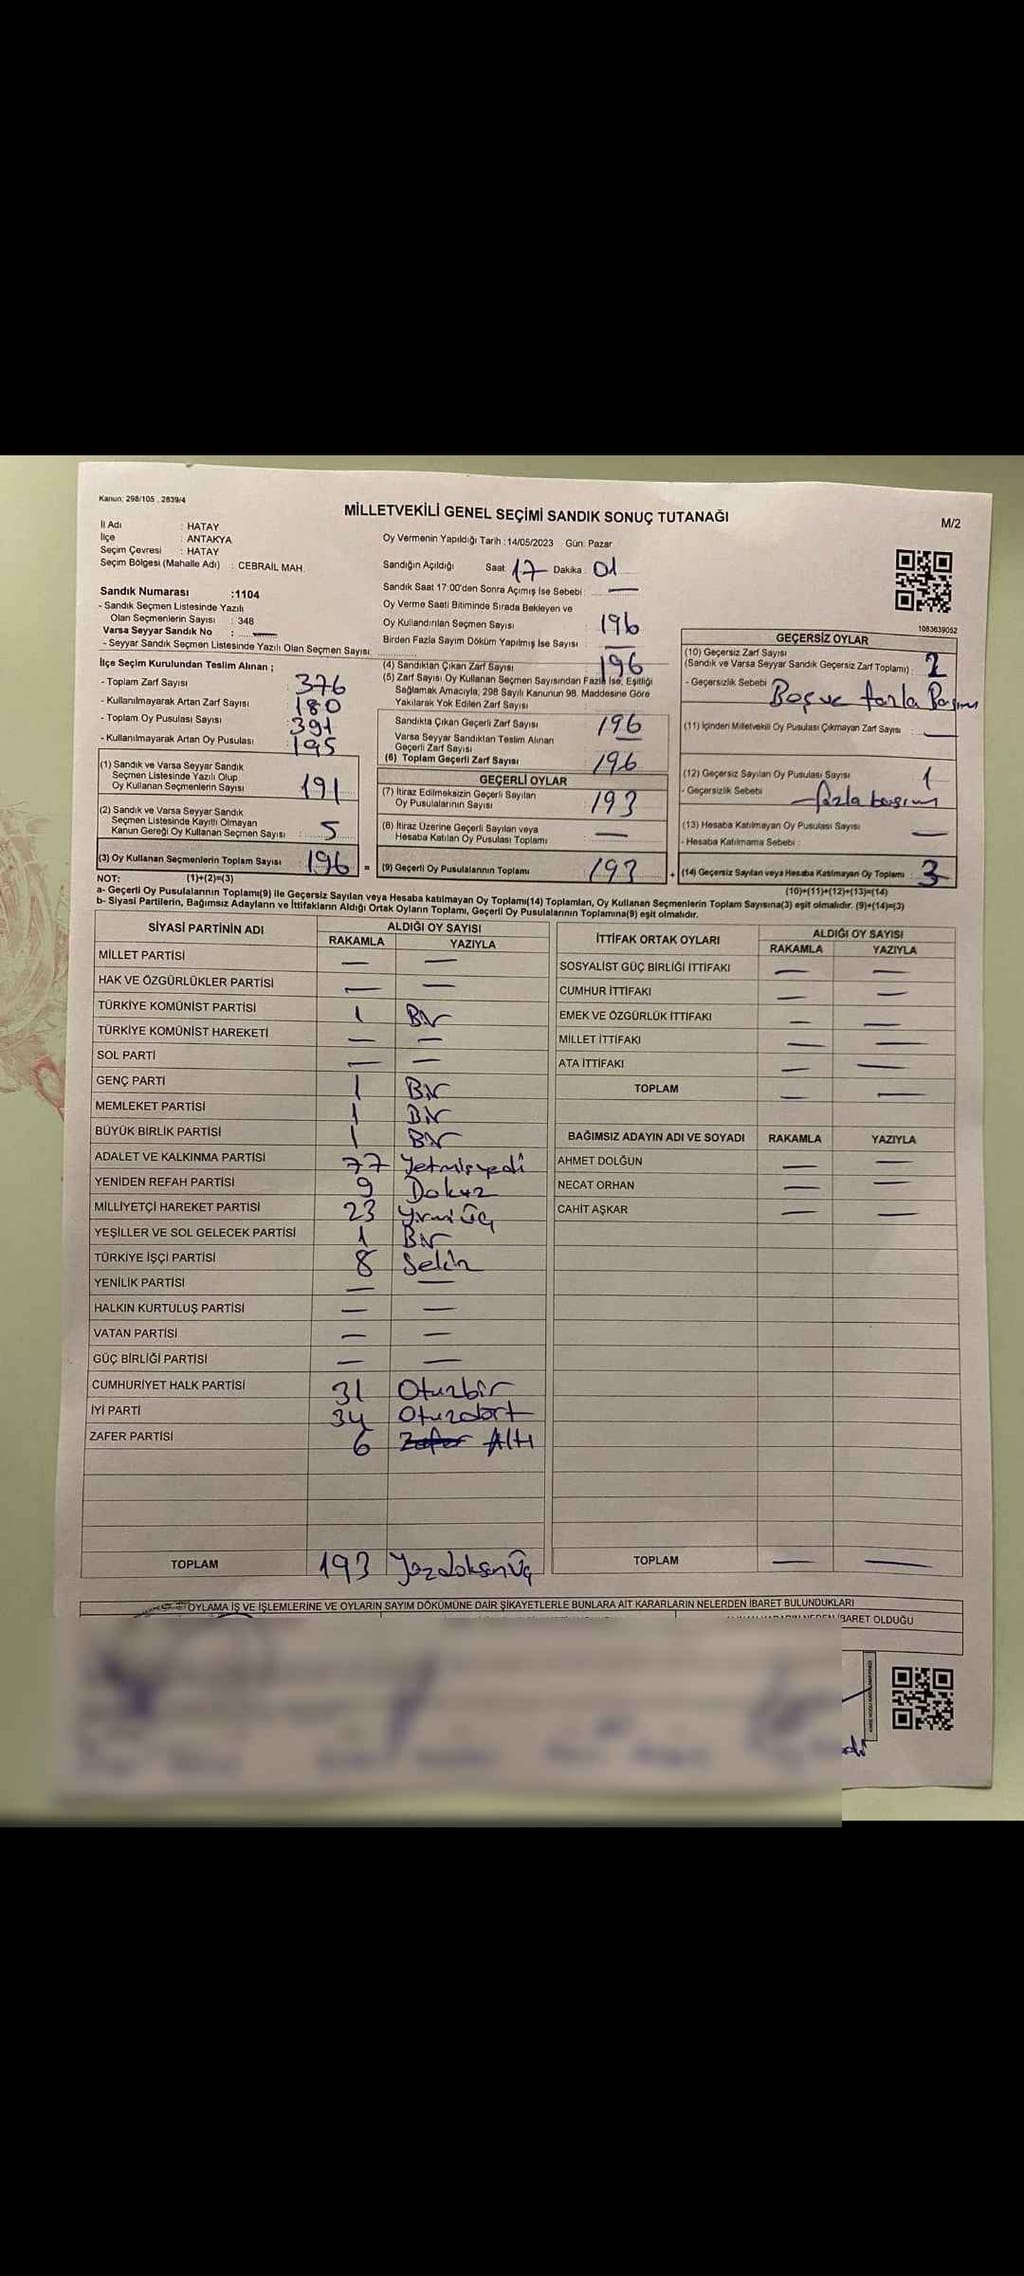 Kanun: 298/105 , 2839/4
MİLLETVEKİLİ GENEL SEÇİMİ SANDIK SONUÇ TUTANAĞI
M/2
İl Adı : HATAY
İlçe : ANTAKYA
Seçim Çevresi : HATAY
Seçim Bölgesi (Mahalle Adı) : CEBRAİL MAH.
Sandık Numarası :1104
- Sandık Seçmen Listesinde Yazılı
Olan Seçmenlerin Sayısı : 348
Varsa Seyyar Sandık No : —
- Seyyar Sandık Seçmen Listesinde Yazılı Olan Seçmen Sayısı:
İlçe Seçim Kurulundan Teslim Alınan ;
- Toplam Zarf Sayısı : 376
- Kullanılmayarak Artan Zarf Sayısı : 180
- Toplam Oy Pusulası Sayısı : 391
- Kullanılmayarak Artan Oy Pusulası : 195
(1) Sandık ve Varsa Seyyar Sandık
Seçmen Listesinde Yazılı Olup
Oy Kullanan Seçmenlerin Sayısı : 191
(2) Sandık ve Varsa Seyyar Sandık
Seçmen Listesinde Kayıtlı Olmayan
Kanun Gereği Oy Kullanan Seçmen Sayısı : 5
(3) Oy Kullanan Seçmenlerin Toplam Sayısı : 196 =
Oy Vermenin Yapıldığı Tarih : 14/05/2023 Gün: Pazar
Sandığın Açıldığı Saat: 17 Dakika: 01
Sandık Saat 17:00'den Sonra Açımış İse Sebebi : —
Oy Verme Saati Bitiminde Sırada Bekleyen ve
Oy Kullandırılan Seçmen Sayısı : 196
Birden Fazla Sayım Döküm Yapılmış İse Sayısı : —
(4) Sandıktan Çıkan Zarf Sayısı : 196
(5) Zarf Sayısı Oy Kullanan Seçmen Sayısından Fazla İse, Eşitliği
Sağlamak Amacıyla, 298 Sayılı Kanunun 98. Maddesine Göre
Yakılarak Yok Edilen Zarf Sayısı : —
Sandıkta Çıkan Geçerli Zarf Sayısı : 196
Varsa Seyyar Sandıktan Teslim Alınan
Geçerli Zarf Sayısı : —
(6) Toplam Geçerli Zarf Sayısı : 196
GEÇERLİ OYLAR
(7) İtiraz Edilmeksizin Geçerli Sayılan
Oy Pusulalarının Sayısı : 193
(8) İtiraz Üzerine Geçerli Sayılan veya
Hesaba Katılan Oy Pusulası Toplamı : —
(9) Geçerli Oy Pusulalarının Toplamı : 193 +
1083639052
GEÇERSİZ OYLAR
(10) Geçersiz Zarf Sayısı
(Sandık ve Varsa Seyyar Sandık Geçersiz Zarf Toplamı) : 2
- Geçersizlik Sebebi : Boş ve fazla Basım
(11) İçinden Milletvekili Oy Pusulası Çıkmayan Zarf Sayısı : —
(12) Geçersiz Sayılan Oy Pusulası Sayısı : 1
- Geçersizlik Sebebi : fazla basım
(13) Hesaba Katılmayan Oy Pusulası Sayısı : —
- Hesaba Katılmama Sebebi :
(14) Geçersiz Sayılan veya Hesaba Katılmayan Oy Toplamı : 3
NOT: (1)+(2)=(3) (10)+(11)+(12)+(13)=(14)
a- Geçerli Oy Pusulalarının Toplamı(9) ile Geçersiz Sayılan veya Hesaba katılmayan Oy Toplamı(14) Toplamları, Oy Kullanan Seçmenlerin Toplam Sayısına(3) eşit olmalıdır. (9)+(14)=(3)
b- Siyasi Partilerin, Bağımsız Adayların ve İttifakların Aldığı Ortak Oyların Toplamı, Geçerli Oy Pusulalarının Toplamına(9) eşit olmalıdır.
SİYASİ PARTİNİN ADI ALDIĞI OY SAYISI
RAKAMLA YAZIYLA
MİLLET PARTİSİ — —
HAK VE ÖZGÜRLÜKLER PARTİSİ — —
TÜRKİYE KOMÜNİST PARTİSİ 1 Bir
TÜRKİYE KOMÜNİST HAREKETİ — —
SOL PARTİ — —
GENÇ PARTİ 1 Bir
MEMLEKET PARTİSİ 1 Bir
BÜYÜK BİRLİK PARTİSİ 1 Bir
ADALET VE KALKINMA PARTİSİ 77 Yetmişyedi
YENİDEN REFAH PARTİSİ 9 Dokuz
MİLLİYETÇİ HAREKET PARTİSİ 23 Yirmi Üç
YEŞİLLER VE SOL GELECEK PARTİSİ 1 Bir
TÜRKİYE İŞÇİ PARTİSİ 8 Sekiz
YENİLİK PARTİSİ — —
HALKIN KURTULUŞ PARTİSİ — —
VATAN PARTİSİ — —
GÜÇ BİRLİĞİ PARTİSİ — —
CUMHURİYET HALK PARTİSİ 31 Oturbir
İYİ PARTİ 34 Oturdört
ZAFER PARTİSİ 6 Zafer Altı
TOPLAM 193 Yüzdoksan Üç
İTTİFAK ORTAK OYLARI ALDIĞI OY SAYISI
RAKAMLA YAZIYLA
SOSYALİST GÜÇ BİRLİĞİ İTTİFAKI — —
CUMHUR İTTİFAKI — —
EMEK VE ÖZGÜRLÜK İTTİFAKI — —
MİLLET İTTİFAKI — —
ATA İTTİFAKI — —
TOPLAM — —
BAĞIMSIZ ADAYIN ADI VE SOYADI RAKAMLA YAZIYLA
AHMET DOLĞUN — —
NECAT ORHAN — —
CAHİT AŞKAR — —
TOPLAM — —
OYLAMA İŞ VE İŞLEMLERİNE VE OYLARIN SAYIM DÖKÜMÜNE DAİR ŞİKAYETLERLE BUNLARA AİT KARARLARIN NELERDEN İBARET BULUNDUKLARI
İBARET OLDUĞU